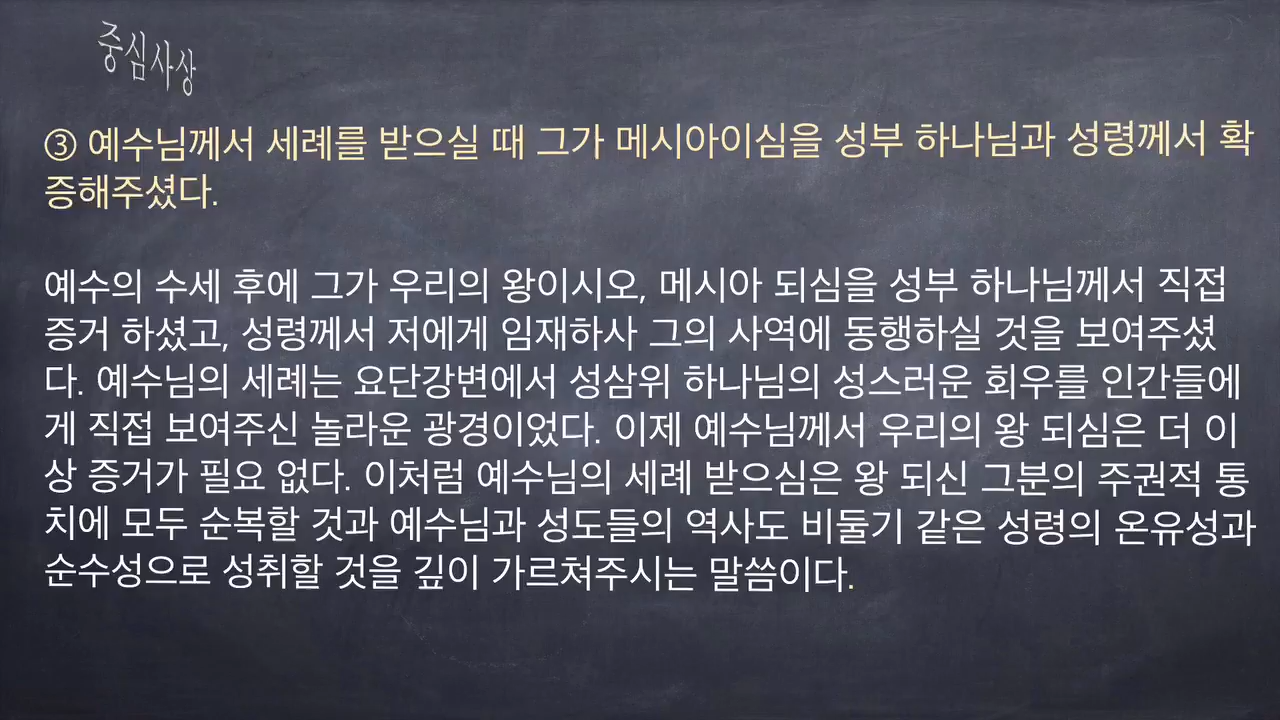 중심사상
③ 예수님께서 세례를 받으실 때 그가 메시아이심을 성부 하나님과 성령께서 확
증해주셨다.
예수의 수세 후에 그가 우리의 왕이시오, 메시아 되심을 성부 하나님께서 직접
증거 하셨고, 성령께서 저에게 임재하사 그의 사역에 동행하실 것을 보여주셨
다. 예수님의 세례는 요단강변에서 성삼위 하나님의 성스러운 회우를 인간들에
게 직접 보여주신 놀라운 광경이었다. 이제 예수님께서 우리의 왕 되심은 더 이
상 증거가 필요 없다. 이처럼 예수님의 세례 받으심은 왕 되신 그분의 주권적 통
치에 모두 순복할 것과 예수님과 성도들의 역사도 비둘기 같은 성령의 온유성과
순수성으로 성취할 것을 깊이 가르쳐주시는 말씀이다.